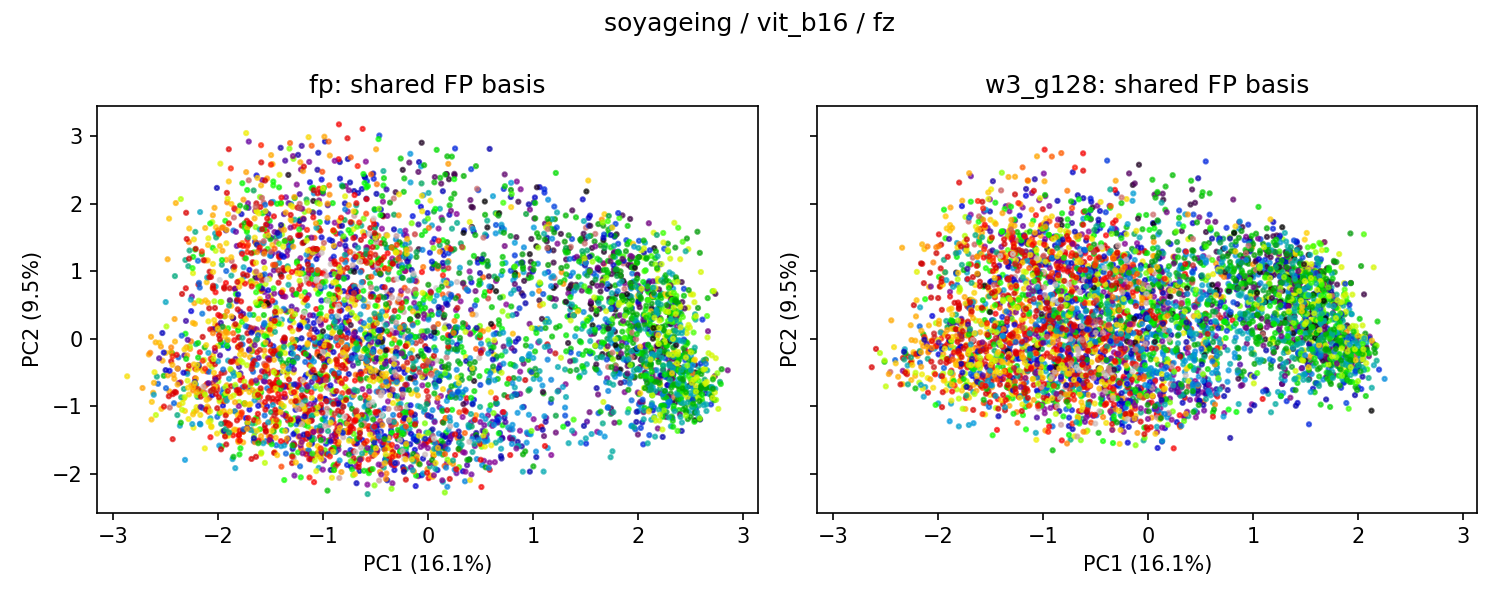 soyageing / vit_b16 / fz
fp: shared FP basis
w3_g128: shared FP basis
PC2 (9.5%)
3
2
1
0
−1
−2
−3
−2
−1
0
1
2
3
PC1 (16.1%)
PC2 (9.5%)
−3
−2
−1
0
1
2
3
PC1 (16.1%)